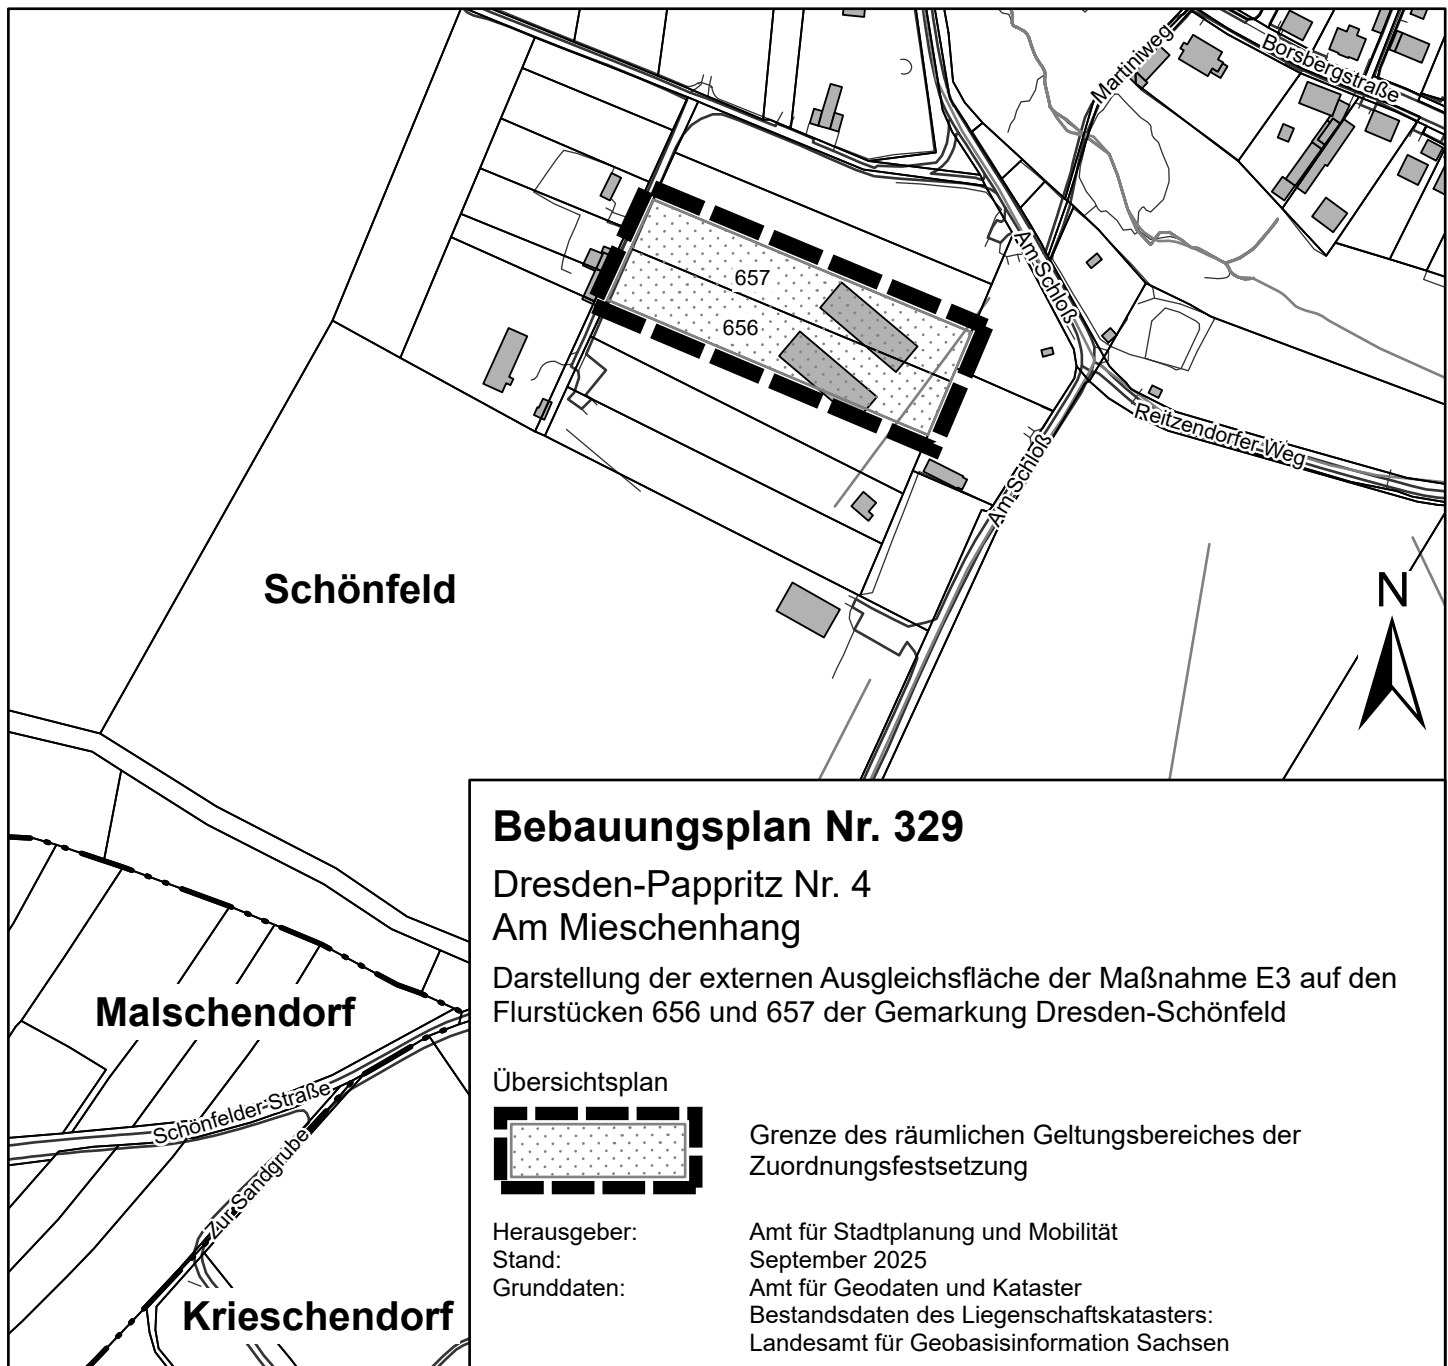 Martiniweg
Borsbergstraße
Am Schloß
657
656
Reitzendorfer Weg
Am Schloß
Schönfeld
N
Malschendorf
Schönfelder-Straße
Zur Sandgrube
Krieschendorf
Bebauungsplan Nr. 329
Dresden-Pappritz Nr. 4
Am Mieschenhang
Darstellung der externen Ausgleichsfläche der Maßnahme E3 auf den
Flurstücken 656 und 657 der Gemarkung Dresden-Schönfeld
Übersichtsplan
Grenze des räumlichen Geltungsbereiches der
Zuordnungsfestsetzung
Herausgeber: Amt für Stadtplanung und Mobilität
Stand: September 2025
Grunddaten: Amt für Geodaten und Kataster
Bestandsdaten des Liegenschaftskatasters:
Landesamt für Geobasisinformation Sachsen